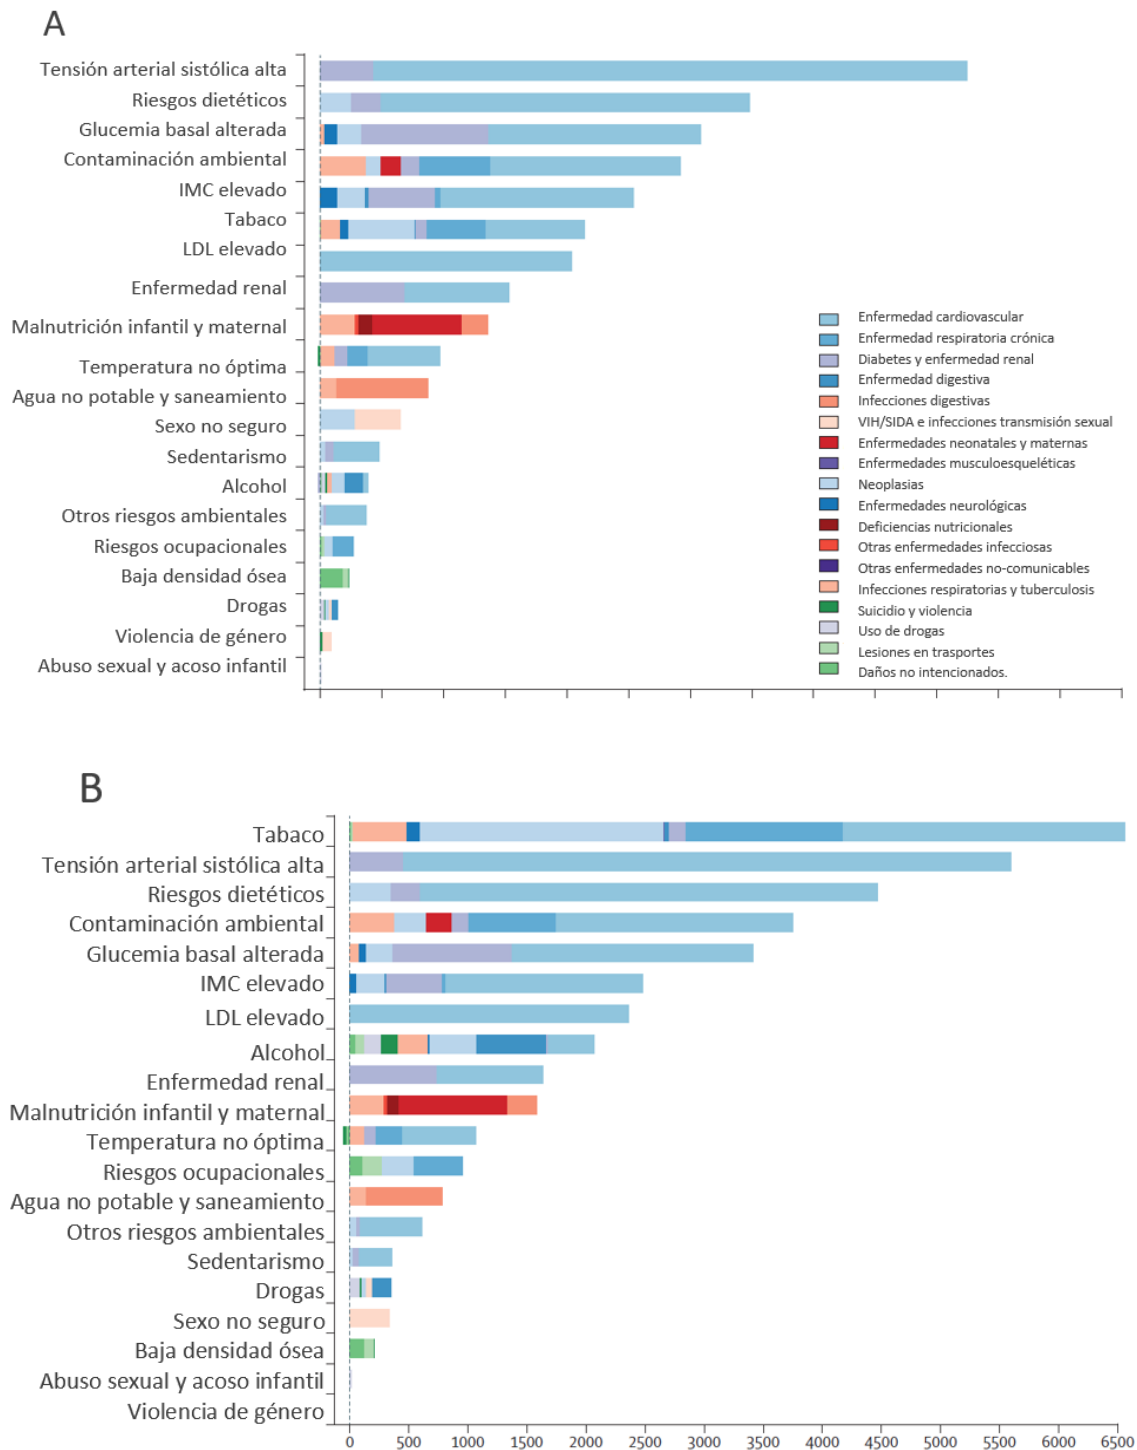 A
Tensión arterial sistólica alta
Riesgos dietéticos
Glucemia basal alterada
Contaminación ambiental
IMC elevado
Tabaco
LDL elevado
Enfermedad renal
Malnutrición infantil y maternal
Temperatura no óptima
Agua no potable y saneamiento
Sexo no seguro
Sedentarismo
Alcohol
Otros riesgos ambientales
Riesgos ocupacionales
Baja densidad ósea
Drogas
Violencia de género
Abuso sexual y acoso infantil
Enfermedad cardiovascular
Enfermedad respiratoria crónica
Diabetes y enfermedad renal
Enfermedad digestiva
Infecciones digestivas
VIH/SIDA e infecciones transmisión sexual
Enfermedades neonatales y maternas
Enfermedades musculoesqueléticas
Neoplasias
Enfermedades neurológicas
Deficiencias nutricionales
Otras enfermedades infecciosas
Otras enfermedades no-comunicables
Infecciones respiratorias y tuberculosis
Suicidio y violencia
Uso de drogas
Lesiones en trasportes
Daños no intencionados.
B
Tabaco
Tensión arterial sistólica alta
Riesgos dietéticos
Contaminación ambiental
Glucemia basal alterada
IMC elevado
LDL elevado
Alcohol
Enfermedad renal
Malnutrición infantil y maternal
Temperatura no óptima
Riesgos ocupacionales
Agua no potable y saneamiento
Otros riesgos ambientales
Sedentarismo
Drogas
Sexo no seguro
Baja densidad ósea
Abuso sexual y acoso infantil
Violencia de género
0 500 1000 1500 2000 2500 3000 3500 4000 4500 5000 5500 6000 6500